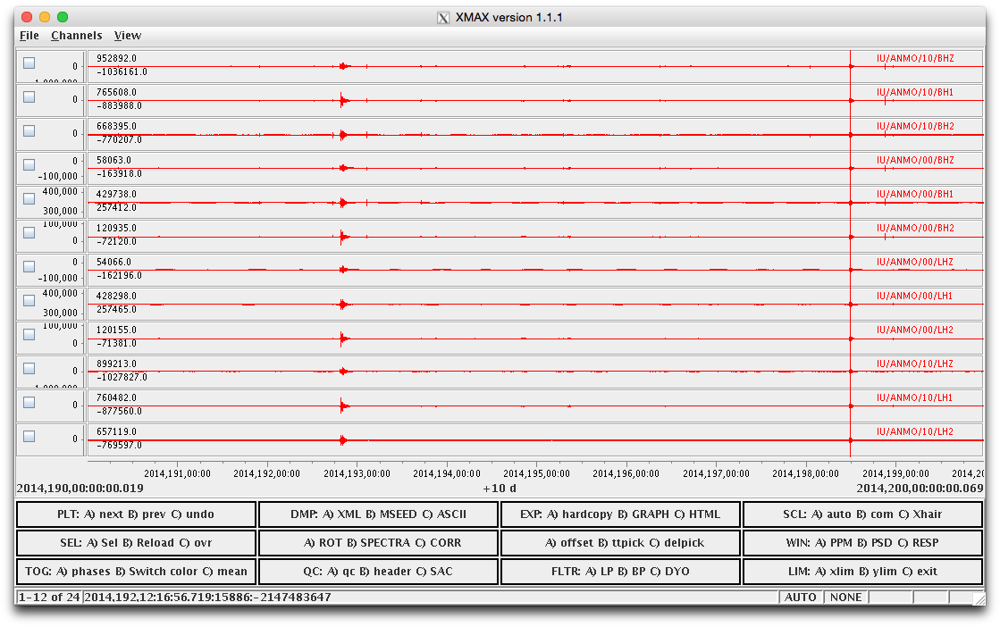 XMAX version 1.1.1
File Channels View
0
952892.0
-1036161.0
IU/ANMO/10/BHZ
0
765608.0
-883988.0
IU/ANMO/10/BH1
0
668395.0
-770207.0
IU/ANMO/10/BH2
0
-100,000
58063.0
-163918.0
IU/ANMO/00/BHZ
400,000
300,000
429738.0
257412.0
IU/ANMO/00/BH1
100,000
0
120935.0
-72120.0
IU/ANMO/00/BH2
0
-100,000
54066.0
-162196.0
IU/ANMO/00/LHZ
400,000
300,000
428298.0
257465.0
IU/ANMO/00/LH1
100,000
0
120155.0
-71381.0
IU/ANMO/00/LH2
0
899213.0
-1027827.0
IU/ANMO/10/LHZ
0
760482.0
-877560.0
IU/ANMO/10/LH1
0
657119.0
-769597.0
IU/ANMO/10/LH2
2014,191,00:00 2014,192,00:00 2014,193,00:00 2014,194,00:00 2014,195,00:00 2014,196,00:00 2014,197,00:00 2014,198,00:00 2014,199,00:00 2014,20
2014,190,00:00:00.019 +10 d 2014,200,00:00:00.069
PLT: A) next B) prev C) undo DMP: A) XML B) MSEED C) ASCII EXP: A) hardcopy B) GRAPH C) HTML SCL: A) auto B) com C) Xhair
SEL: A) Sel B) Reload C) ovr A) ROT B) SPECTRA C) CORR A) offset B) ttpick C) delpick WIN: A) PPM B) PSD C) RESP
TOG: A) phases B) Switch color C) mean QC: A) qc B) header C) SAC FLTR: A) LP B) BP C) DYO LIM: A) xlim B) ylim C) exit
1-12 of 24 2014,192,12:16:56.719:15886:-2147483647 AUTO NONE